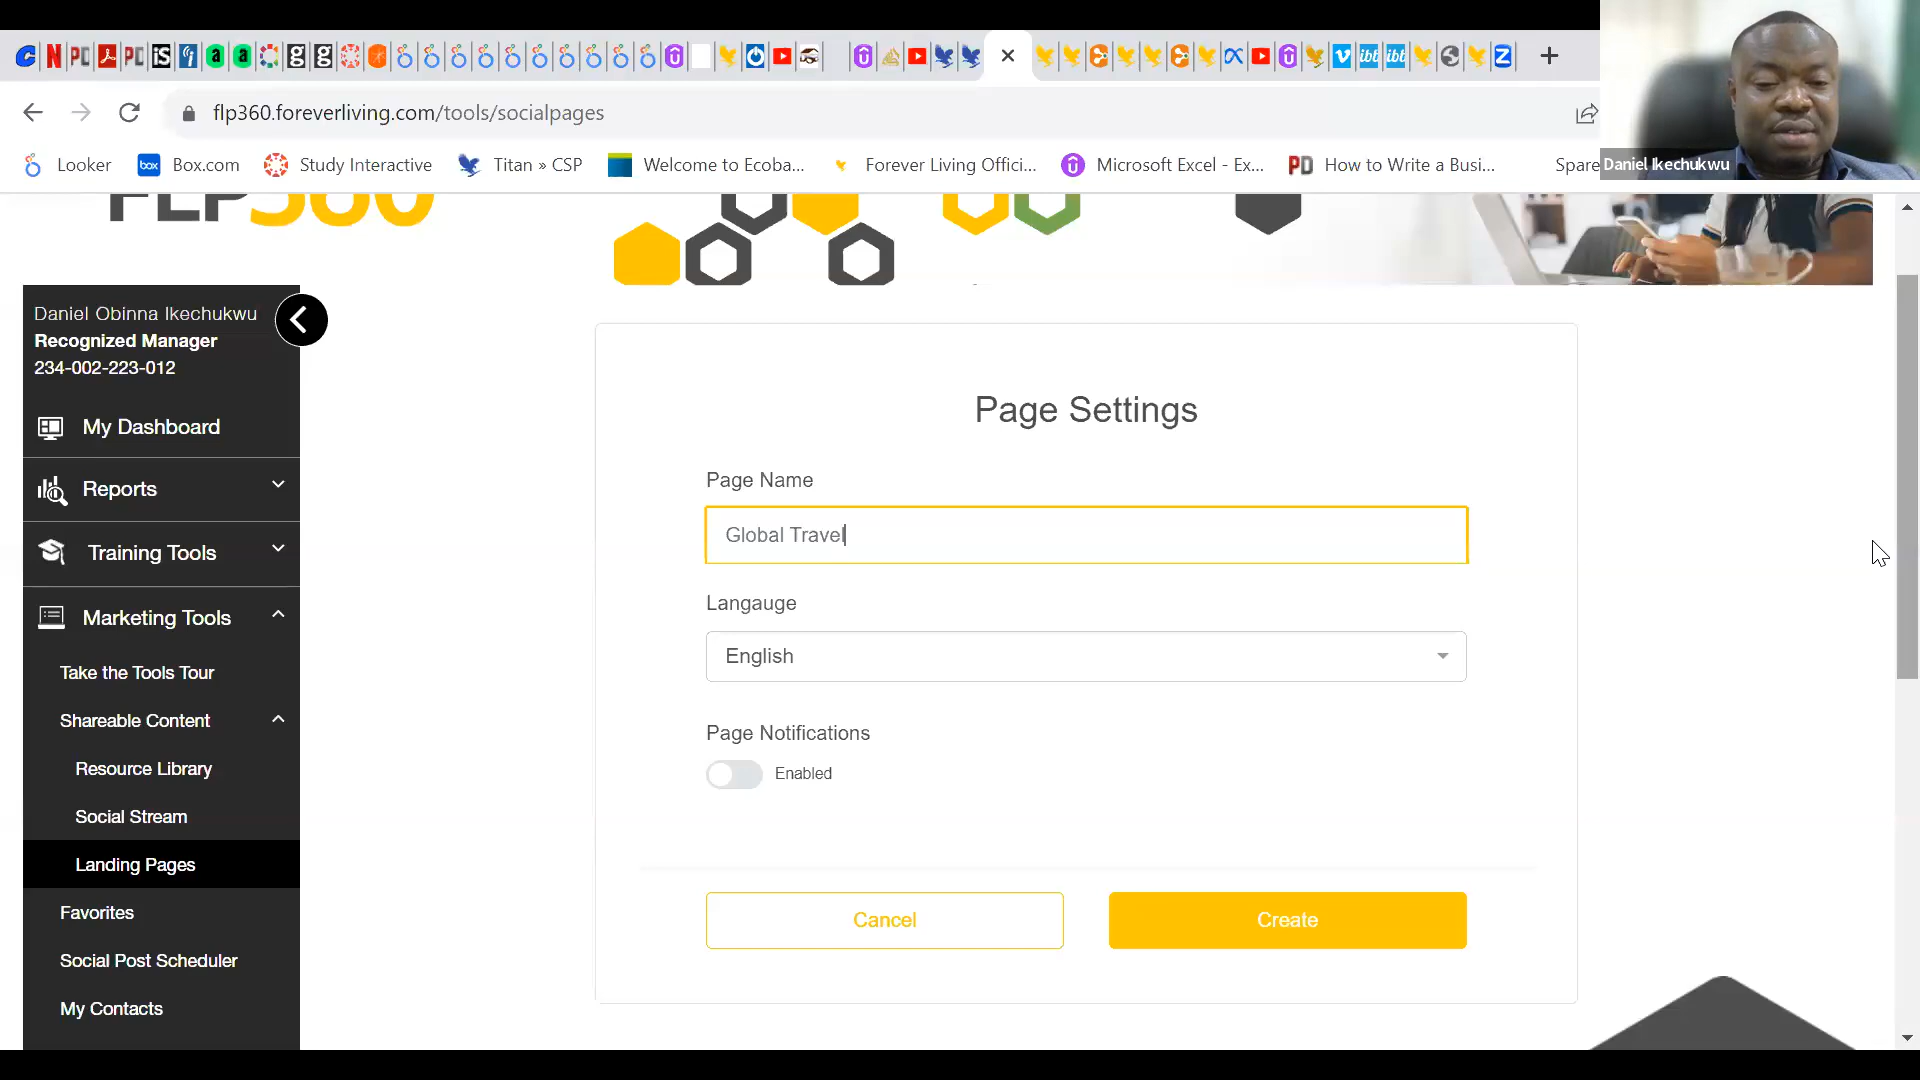 flp360.foreverliving.com/tools/socialpages
Looker
Box.com
Study Interactive
Titan » CSP
Welcome to Ecoba...
Forever Living Offici...
Microsoft Excel - Ex...
How to Write a Busi...
Spare
Daniel Ikechukwu
FLP360
Daniel Obinna Ikechukwu
Recognized Manager
234-002-223-012
My Dashboard
Reports
Training Tools
Marketing Tools
Take the Tools Tour
Shareable Content
Resource Library
Social Stream
Landing Pages
Favorites
Social Post Scheduler
My Contacts
Page Settings
Page Name
Global Travel
Langauge
English
Page Notifications
Enabled
Cancel
Create